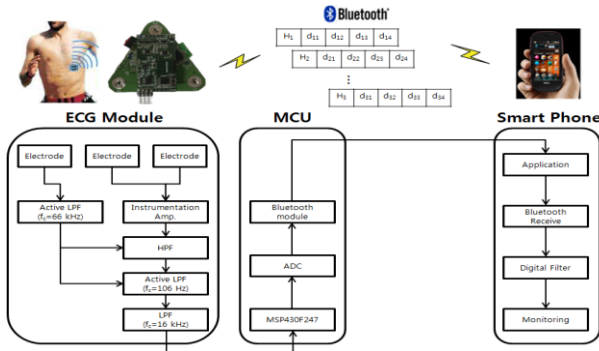 Bluetooth®
H1 d11 d12 d13 d14
H2 d21 d22 d23 d24
H3 d31 d32 d33 d34
ECG Module
MCU
Smart Phone
Electrode
Electrode
Electrode
Active LPF
(fc=66 kHz)
Instrumentation
Amp.
HPF
Active LPF
(fc=106 Hz)
LPF
(fc=16 kHz)
Bluetooth
module
ADC
MSP430F247
Application
Bluetooth
Receive
Digital Filter
Monitoring